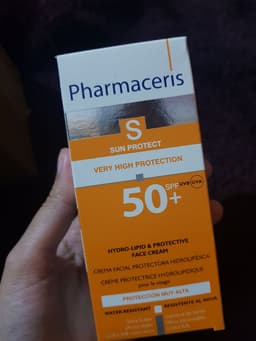 Pharmaceris
S
SUN PROTECT
VERY HIGH PROTECTION
50+
SPF
UVB
UVA
HYDRO-LIPID & PROTECTIVE
FACE CREAM
CREMA FACIAL PROTECTORA HIDROLIPÍDICA
CRÈME PROTECTRICE HYDROLIPIDIQUE
pour le visage
PROTECCIÓN MUY ALTA
WATER-RESISTANT
RESISTENTE AL AGUA